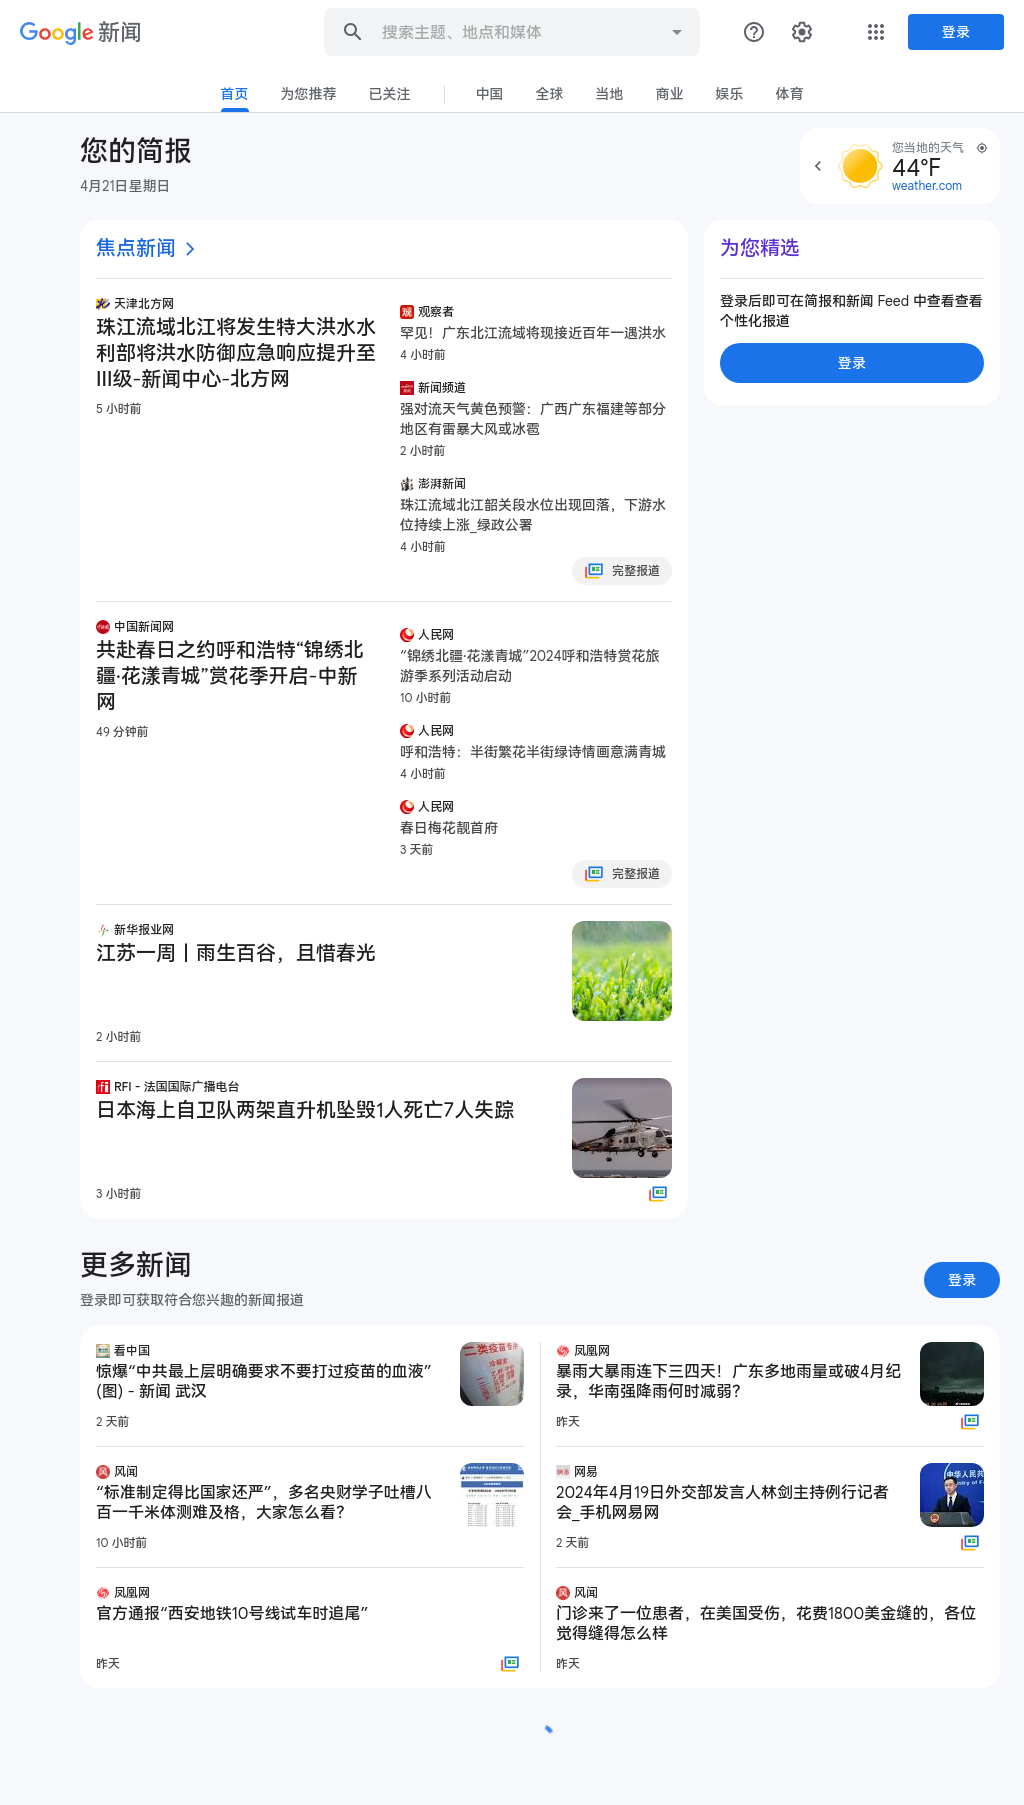 Google 新闻
搜索主题、地点和邮
登录
首页
为您推荐
已关注
中国
全球
当地
商业
娱乐
体育
您的简报
4月21日星期日
您当地的天气
44°F
weather.com
焦点新闻
天津北方网
珠江流域北江将发生特大洪水水
利部将洪水防御应急响应提升至
III级-新闻中心-北方网
5 小时前
观察者
罕见！广东北江流域将现接近百年一遇洪水
4 小时前
新闻频道
强对流天气黄色预警：广西广东福建等部分
地区有雷暴大风或冰雹
2 小时前
澎湃新闻
珠江流域北江韶关段水位出现回落，下游水
位持续上涨_绿政公署
4 小时前
完整报道
中国新闻网
共赴春日之约呼和浩特“锦绣北
疆·花漾青城”赏花季开启-中新
网
49 分钟前
人民网
“锦绣北疆·花漾青城”2024呼和浩特赏花旅
游季系列活动启动
10 小时前
人民网
呼和浩特：半街繁花半街绿诗情画意满青城
4 小时前
人民网
春日梅花靓首府
3 天前
完整报道
新华报业网
江苏一周丨雨生百谷，且惜春光
2 小时前
RFI - 法国国际广播电台
日本海上自卫队两架直升机坠毁1人死亡7人失踪
3 小时前
为您精选
登录后即可在简报和新闻 Feed 中查看查看
个性化报道
登录
更多新闻
登录即可获取符合您兴趣的新闻报道
登录
看中国
惊爆“中共最上层明确要求不要打过疫苗的血液”
(图) - 新闻 武汉
2 天前
二类疫苗专用
风闻
“标准制定得比国家还严”，多名央财学子吐槽八
百一千米体测难及格，大家怎么看？
10 小时前
凤凰网
官方通报“西安地铁10号线试车时追尾”
昨天
凤凰网
暴雨大暴雨连下三四天！广东多地雨量或破4月纪
录，华南强降雨何时减弱？
昨天
网易
2024年4月19日外交部发言人林剑主持例行记者
会_手机网易网
2 天前
中华人民共
风闻
门诊来了一位患者，在美国受伤，花费1800美金缝的，各位
觉得缝得怎么样
昨天